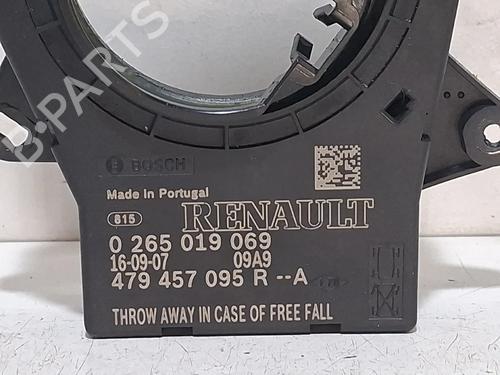 B-PARTS
BOSCH
Made in Portugal
615 RENAULT
0 265 019 069
16-09-07 09A9
479 457 095 R --A
THROW AWAY IN CASE OF FREE FALL